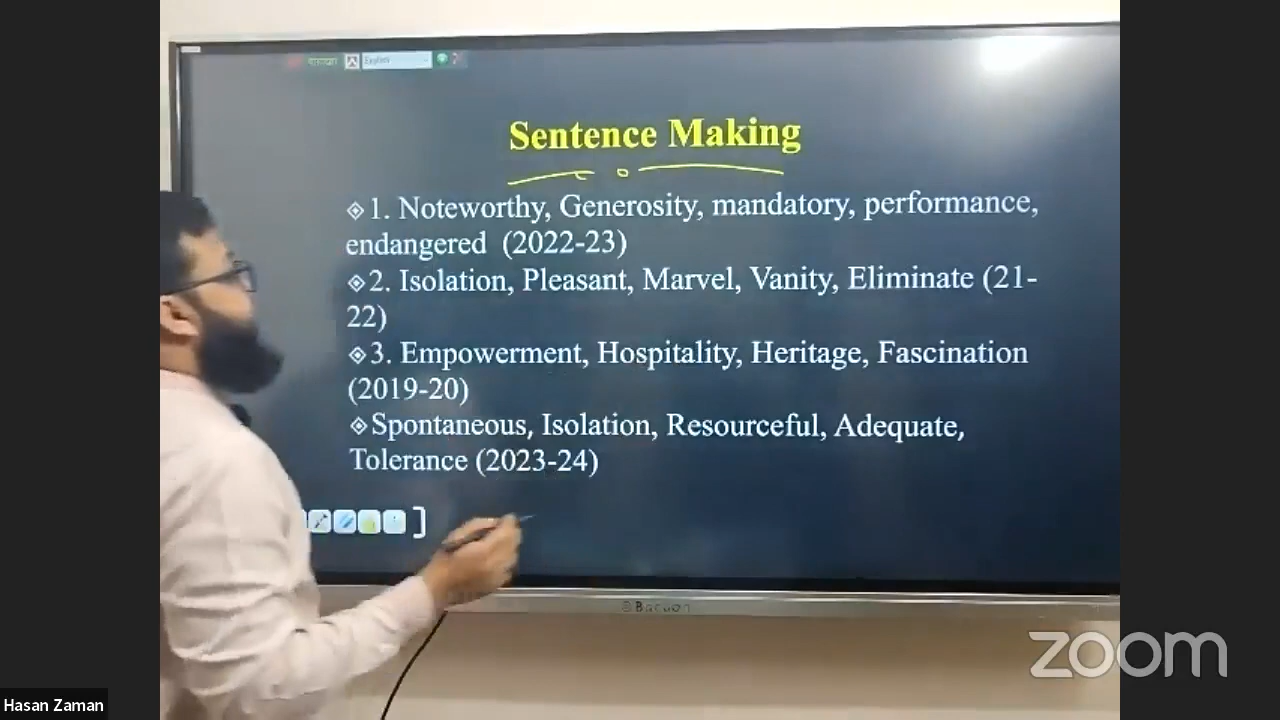 English
Sentence Making
1. Noteworthy, Generosity, mandatory, performance,
endangered (2022-23)
2. Isolation, Pleasant, Marvel, Vanity, Eliminate (21-
22)
3. Empowerment, Hospitality, Heritage, Fascination
(2019-20)
Spontaneous, Isolation, Resourceful, Adequate,
Tolerance (2023-24)
zoom
Hasan Zaman